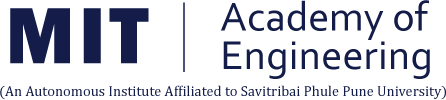 MIT
Academy of
Engineering
(An Autonomous Institute Affiliated to Savitribai Phule Pune University)